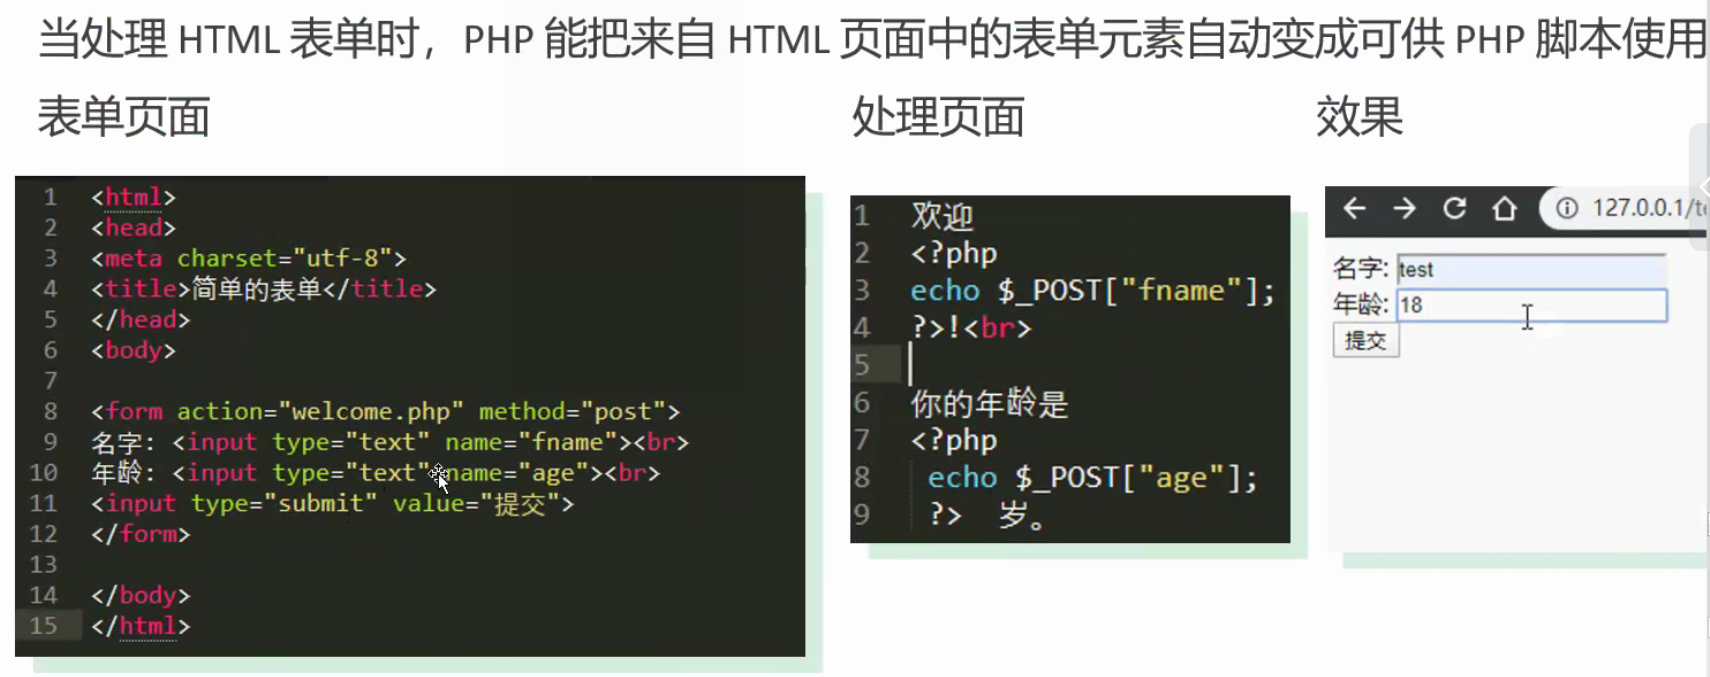 当处理 HTML 表单时，PHP 能把来自 HTML 页面中的表单元素自动变成可供 PHP 脚本使用
表单页面
1 <html>
2 <head>
3 <meta charset="utf-8">
4 <title>简单的表单</title>
5 </head>
6 <body>
7
8 <form action="welcome.php" method="post">
9 名字: <input type="text" name="fname"><br>
10 年龄: <input type="text" name="age"><br>
11 <input type="submit" value="提交">
12 </form>
13
14 </body>
15 </html>
处理页面
1 欢迎
2 <?php
3 echo $_POST["fname"];
4 ?>!<br>
5
6 你的年龄是
7 <?php
8 echo $_POST["age"];
9 ?> 岁。
效果
127.0.0.1/
名字: test
年龄: 18
提交